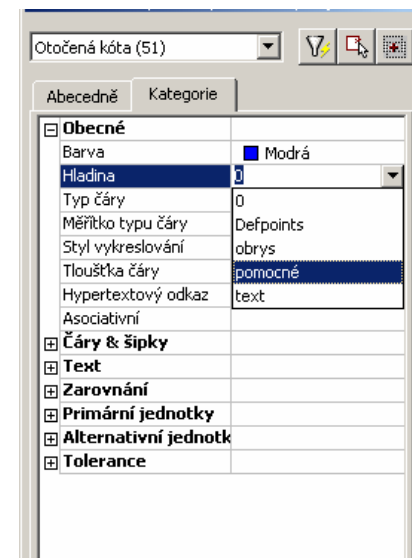 Otočená kóta (51)
Abecedně Kategorie
Obecné
Barva Modrá
Hladina 0
Typ čáry 0
Měřítko typu čáry Defpoints
Styl vykreslování obrys
Tloušťka čáry pomocné
Hypertextový odkaz text
Asociativní
Čáry & šipky
Text
Zarovnání
Primární jednotky
Alternativní jednotk
Tolerance